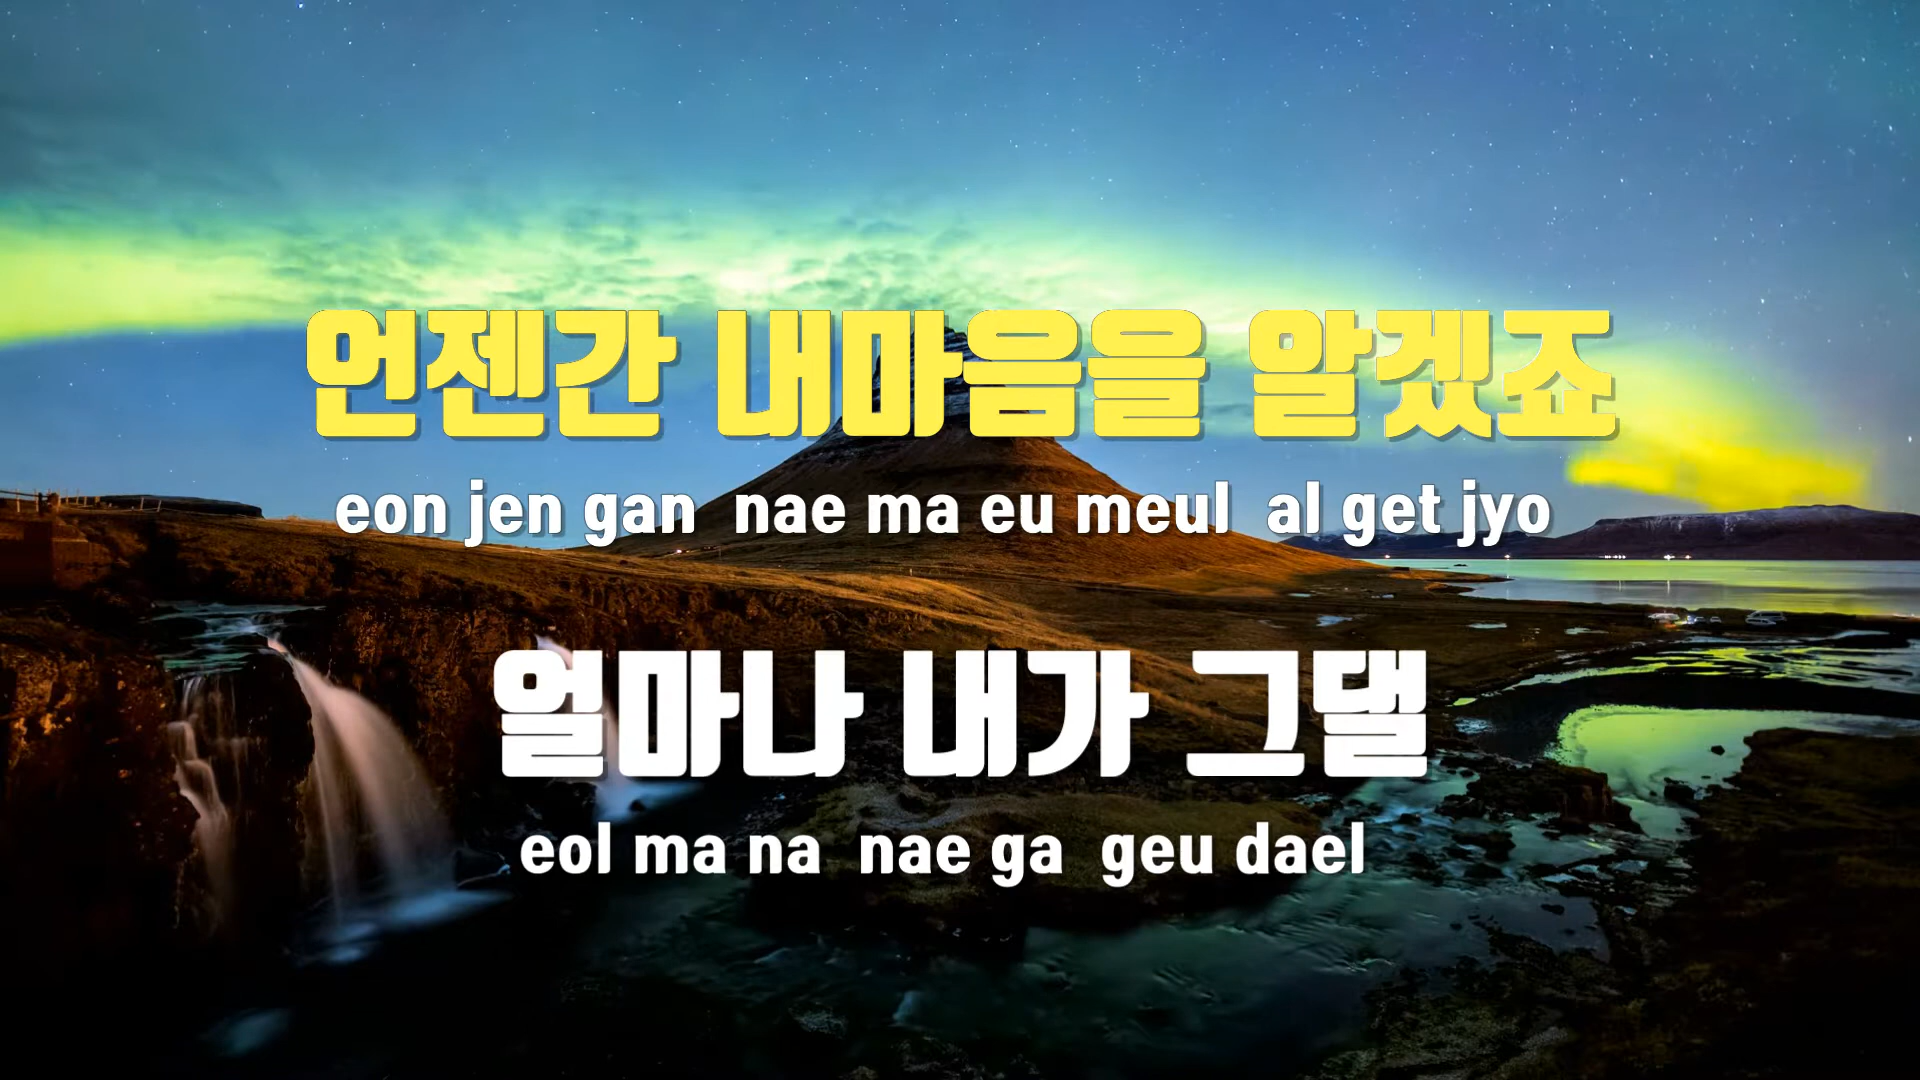 언젠간 내마음을 알겠죠
eon jen gan nae ma eu meul al get jyo
얼마나 내가 그댈
eol ma na nae ga geu dael